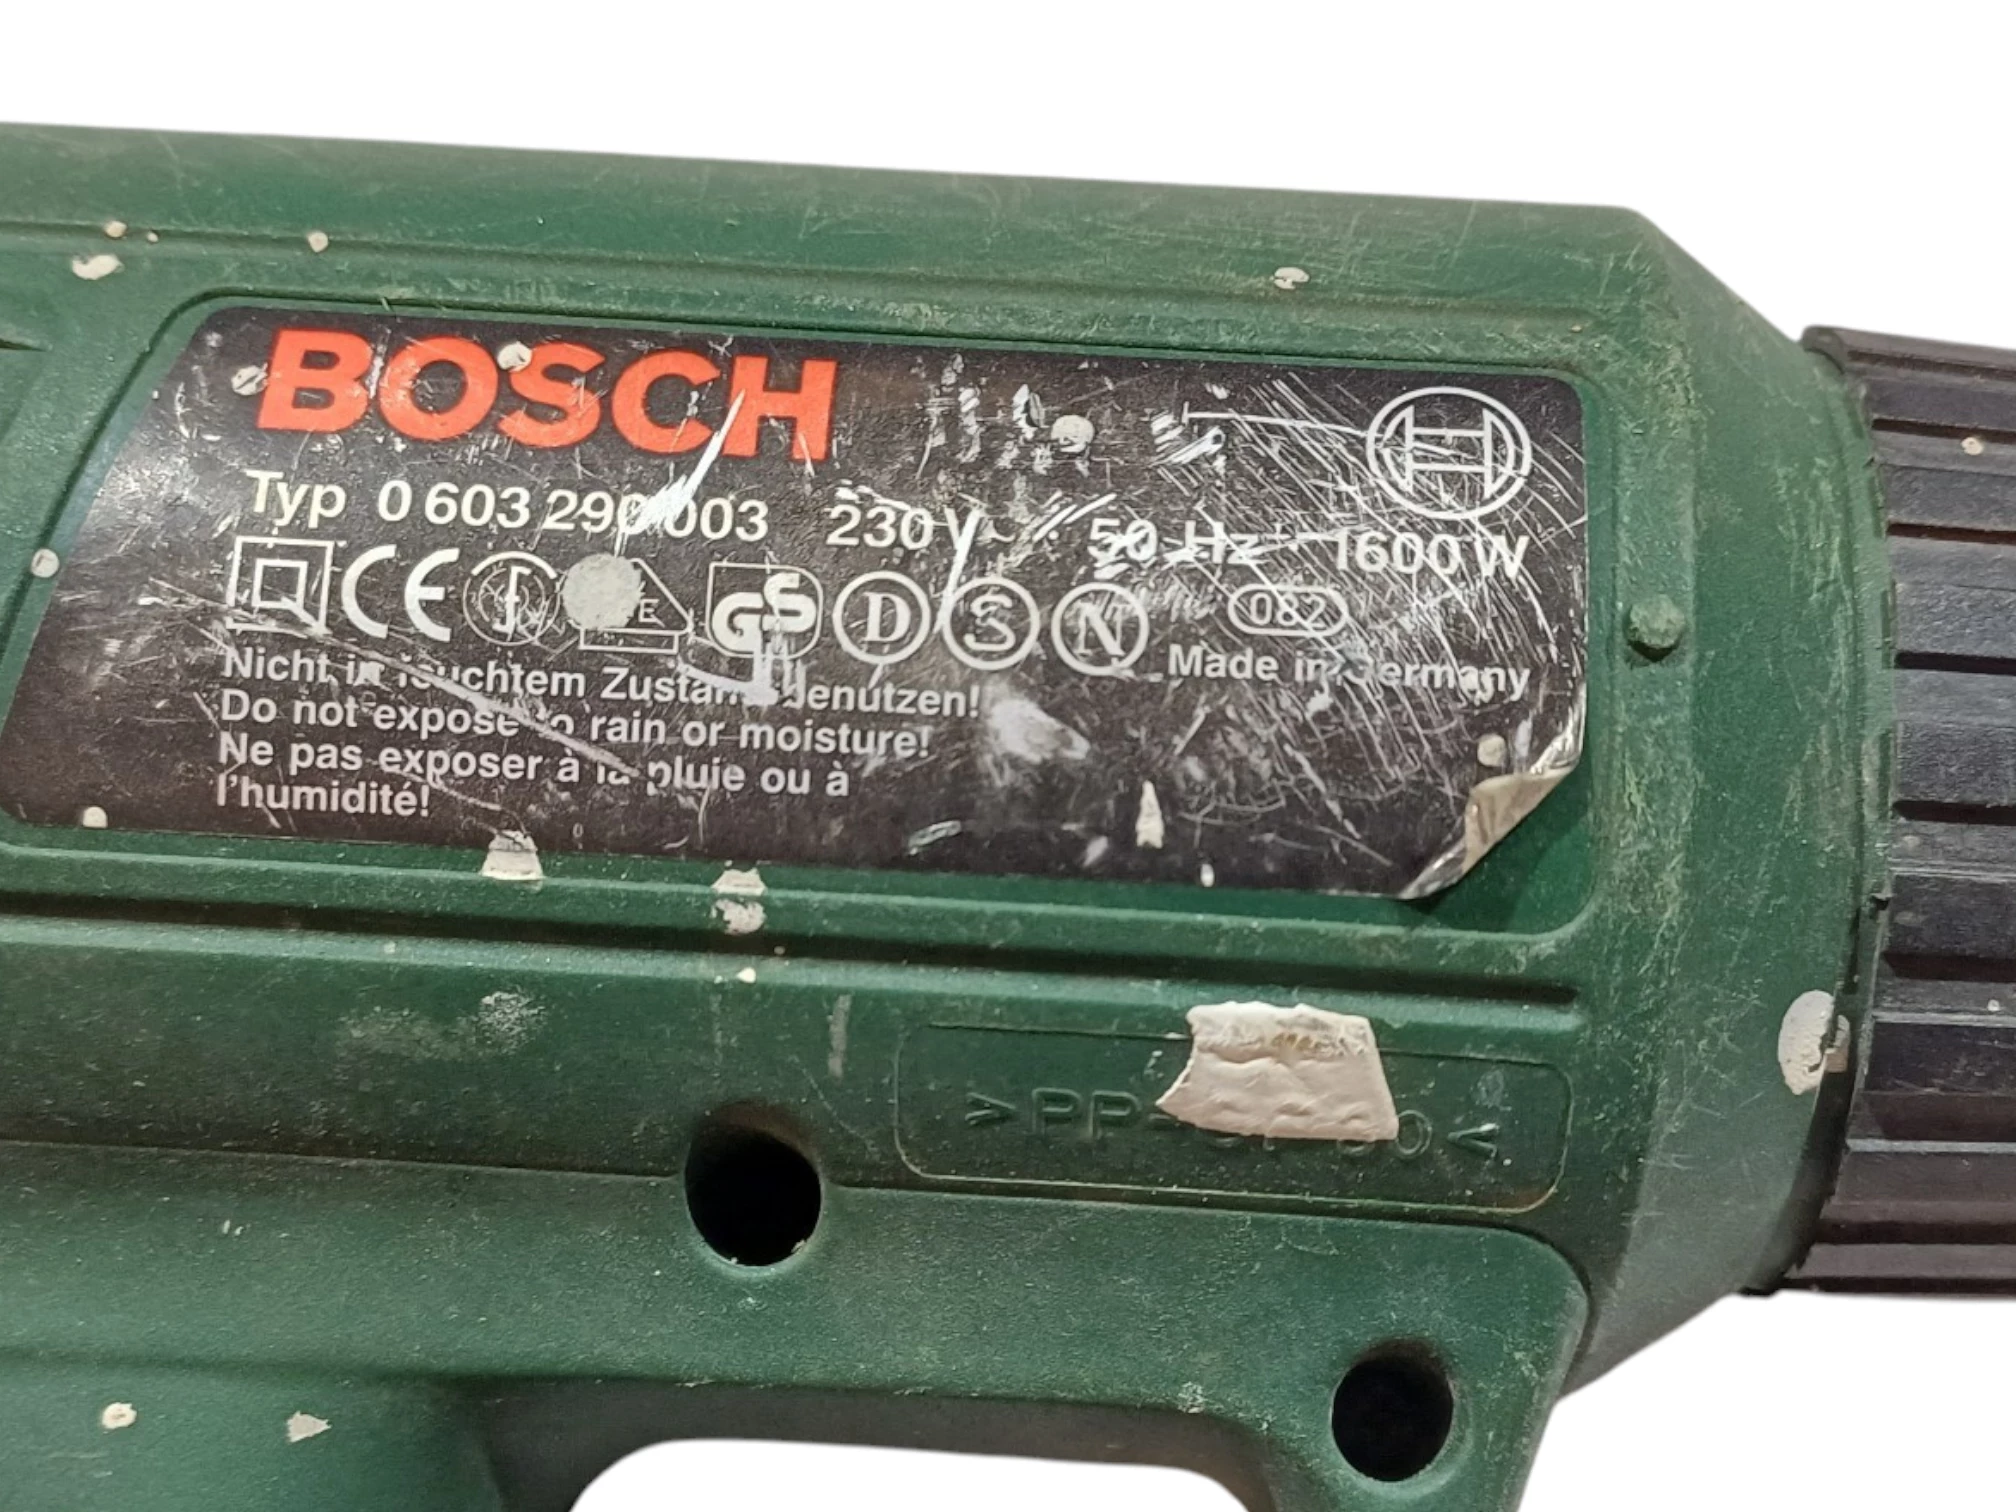 BOSCH
Typ 0 603 290 003 230 V~ 50 Hz 1600 W
CE GS D S N 082
Nicht in feuchtem Zustand benutzen! Made in Germany
Do not expose to rain or moisture!
Ne pas exposer à la pluie ou à
l'humidité!
>PP-